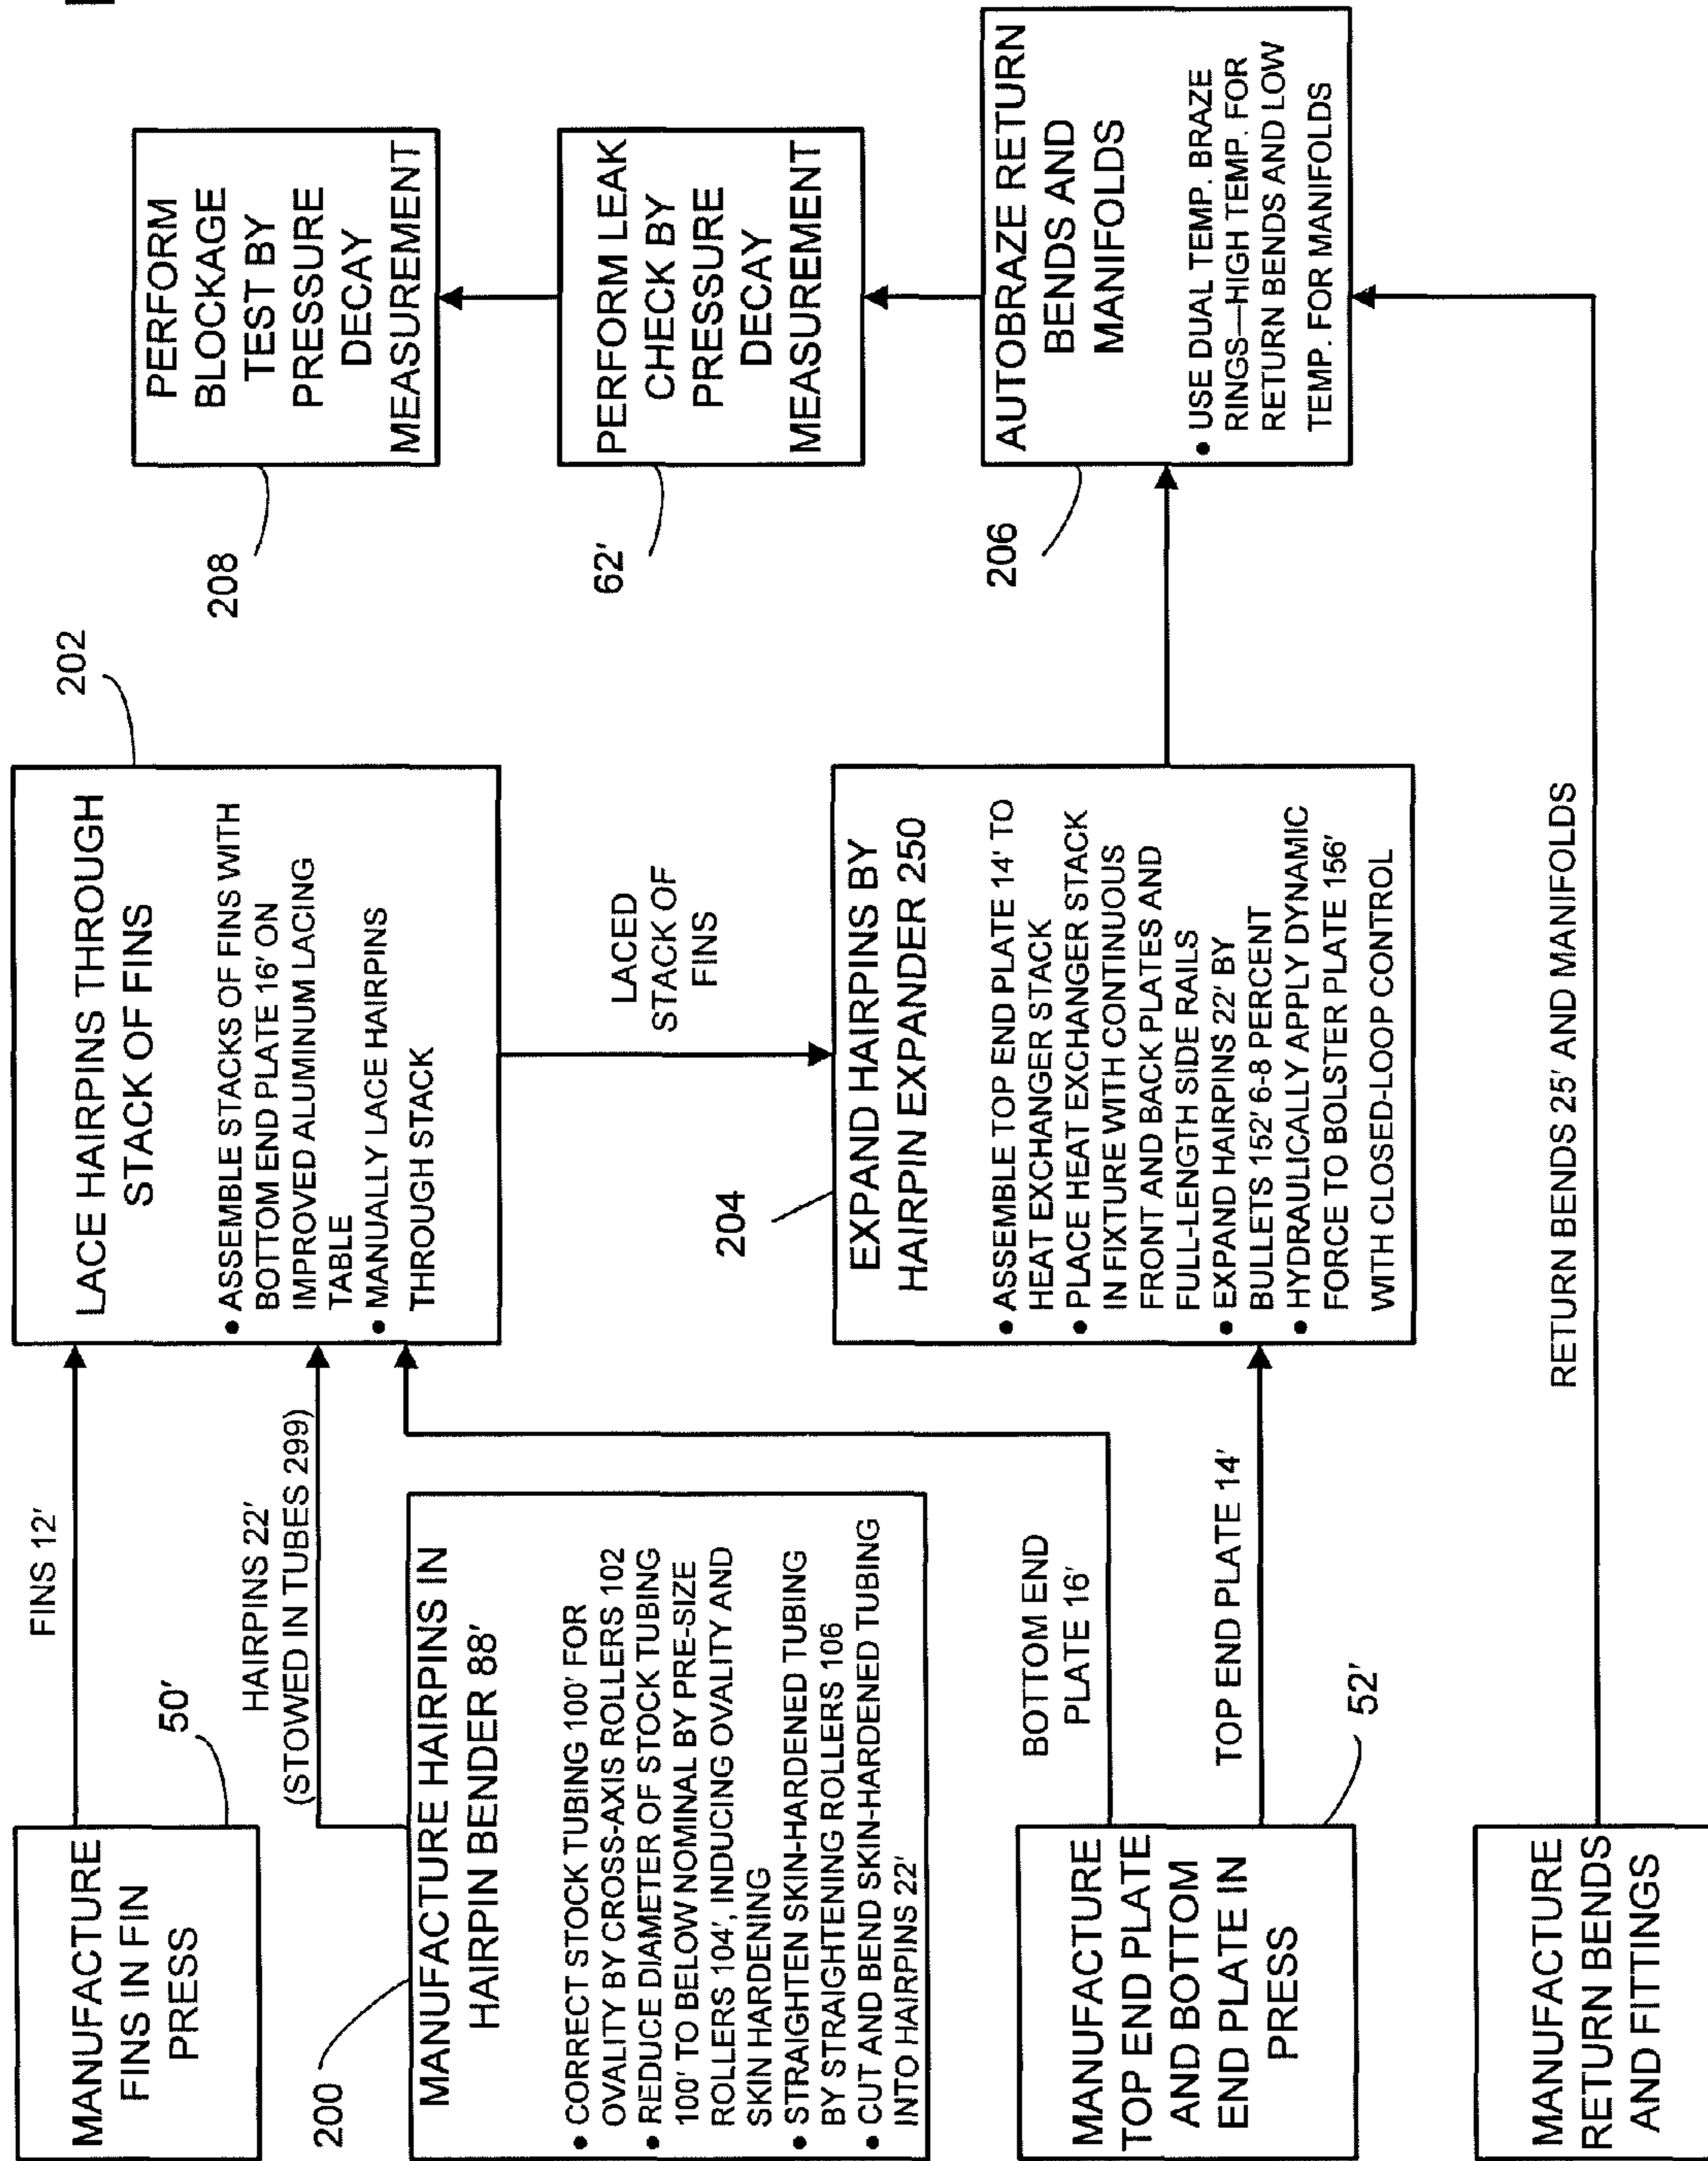 MANUFACTURE
FINS IN FIN
PRESS
50'
FINS 12'
HAIRPINS 22'
(STOWED IN TUBES 299)
200
MANUFACTURE HAIRPINS IN
HAIRPIN BENDER 88'
• CORRECT STOCK TUBING 100' FOR
OVALITY BY CROSS-AXIS ROLLERS 102
• REDUCE DIAMETER OF STOCK TUBING
100' TO BELOW NOMINAL BY PRE-SIZE
ROLLERS 104', INDUCING OVALITY AND
SKIN HARDENING
• STRAIGHTEN SKIN-HARDENED TUBING
BY STRAIGHTENING ROLLERS 106
• CUT AND BEND SKIN-HARDENED TUBING
INTO HAIRPINS 22'
MANUFACTURE
TOP END PLATE
AND BOTTOM
END PLATE IN
PRESS
52'
BOTTOM END
PLATE 16'
TOP END PLATE 14'
MANUFACTURE
RETURN BENDS
AND FITTINGS
RETURN BENDS 25' AND MANIFOLDS
202
LACE HAIRPINS THROUGH
STACK OF FINS
• ASSEMBLE STACKS OF FINS WITH
BOTTOM END PLATE 16' ON
IMPROVED ALUMINUM LACING
TABLE
• MANUALLY LACE HAIRPINS
THROUGH STACK
LACED
STACK OF
FINS
204
EXPAND HAIRPINS BY
HAIRPIN EXPANDER 250
• ASSEMBLE TOP END PLATE 14' TO
HEAT EXCHANGER STACK
• PLACE HEAT EXCHANGER STACK
IN FIXTURE WITH CONTINUOUS
FRONT AND BACK PLATES AND
FULL-LENGTH SIDE RAILS
• EXPAND HAIRPINS 22' BY
BULLETS 152' 6-8 PERCENT
• HYDRAULICALLY APPLY DYNAMIC
FORCE TO BOLSTER PLATE 156'
WITH CLOSED-LOOP CONTROL
208
PERFORM
BLOCKAGE
TEST BY
PRESSURE
DECAY
MEASUREMENT
62'
PERFORM LEAK
CHECK BY
PRESSURE
DECAY
MEASUREMENT
206
AUTOBRAZE RETURN
BENDS AND
MANIFOLDS
• USE DUAL TEMP. BRAZE
RINGS—HIGH TEMP. FOR
RETURN BENDS AND LOW
TEMP. FOR MANIFOLDS